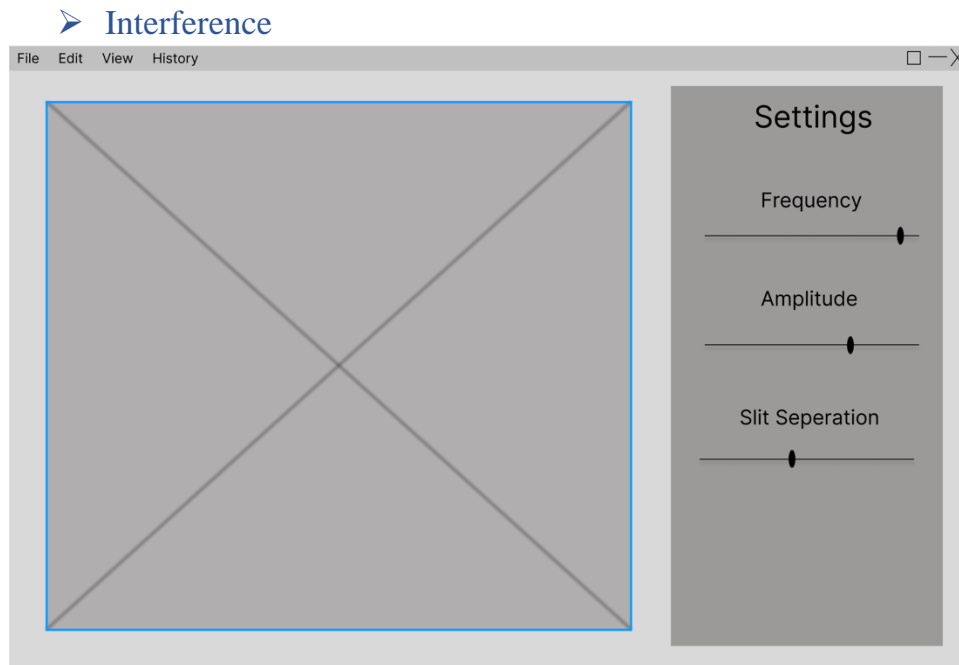 ➢ Interference
File Edit View History
Settings
Frequency
Amplitude
Slit Seperation